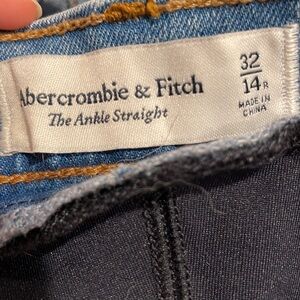 Abercrombie & Fitch
The Ankle Straight
32
14R
MADE IN
CHINA